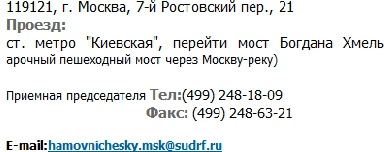 119121, г. Москва, 7-й Ростовский пер., 21
Проезд:
ст. метро "Киевская", перейти мост Богдана Хмель
арочный пешеходный мост через Москву-реку)
Приемная председателя Тел:(499) 248-18-09
Факс: (499) 248-63-21
E-mail:hamovnichesky.msk@sudrf.ru